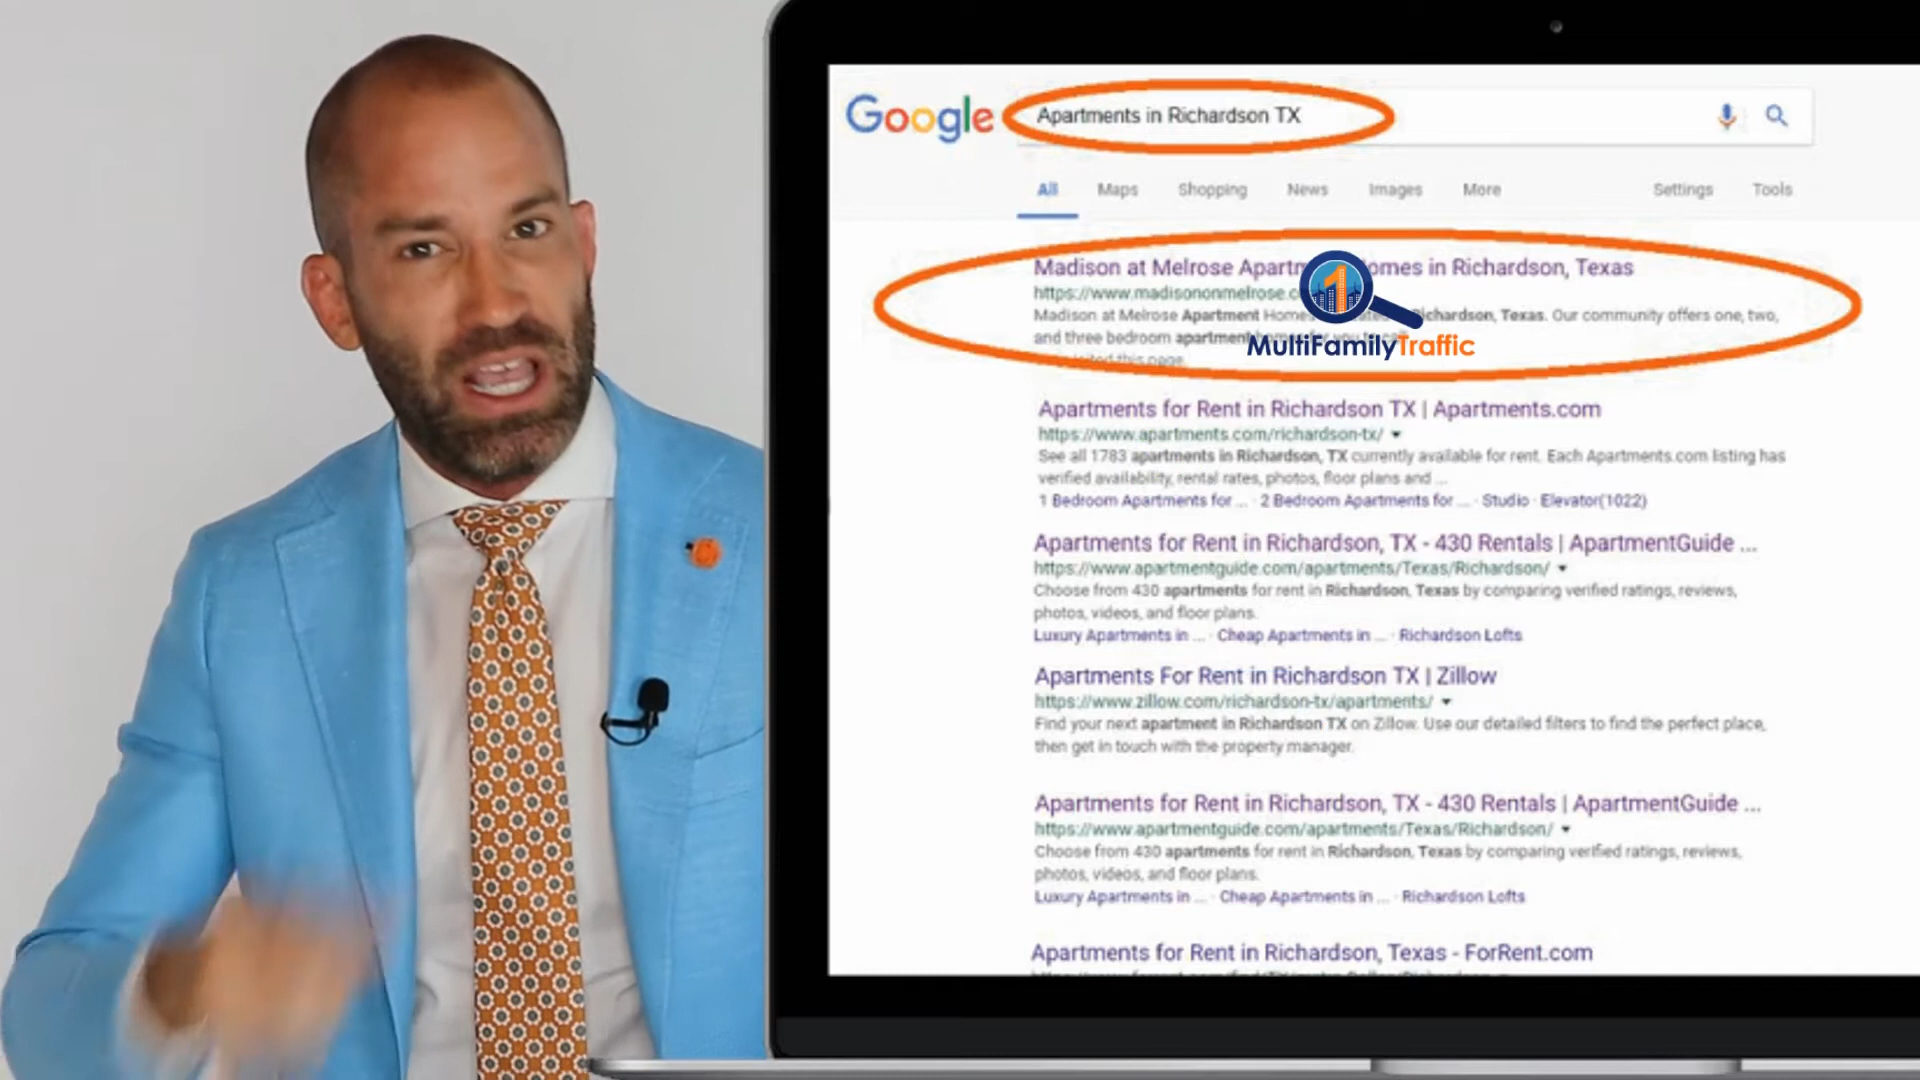 Google
Apartments in Richardson TX
All Maps Shopping News Images More Settings Tools
Madison at Melrose Apartm omes in Richardson, Texas
https://www.madisononmelrose.c
Madison at Melrose Apartment Homes Richardson, Texas. Our community offers one, two,
and three bedroom apartment homes for you to call
this page.
MultiFamilyTraffic
Apartments for Rent in Richardson TX | Apartments.com
https://www.apartments.com/richardson-tx/
See all 1783 apartments in Richardson, TX currently available for rent. Each Apartments.com listing has
verified availability, rental rates, photos, floor plans and ...
1 Bedroom Apartments for ... · 2 Bedroom Apartments for ... · Studio · Elevator(1022)
Apartments for Rent in Richardson, TX - 430 Rentals | ApartmentGuide ...
https://www.apartmentguide.com/apartments/Texas/Richardson/
Choose from 430 apartments for rent in Richardson, Texas by comparing verified ratings, reviews,
photos, videos, and floor plans.
Luxury Apartments in ... · Cheap Apartments in ... · Richardson Lofts
Apartments For Rent in Richardson TX | Zillow
https://www.zillow.com/richardson-tx/apartments/
Find your next apartment in Richardson TX on Zillow. Use our detailed filters to find the perfect place,
then get in touch with the property manager.
Apartments for Rent in Richardson, TX - 430 Rentals | ApartmentGuide ...
https://www.apartmentguide.com/apartments/Texas/Richardson/
Choose from 430 apartments for rent in Richardson, Texas by comparing verified ratings, reviews,
photos, videos, and floor plans.
Luxury Apartments in ... · Cheap Apartments in ... · Richardson Lofts
Apartments for Rent in Richardson, Texas - ForRent.com